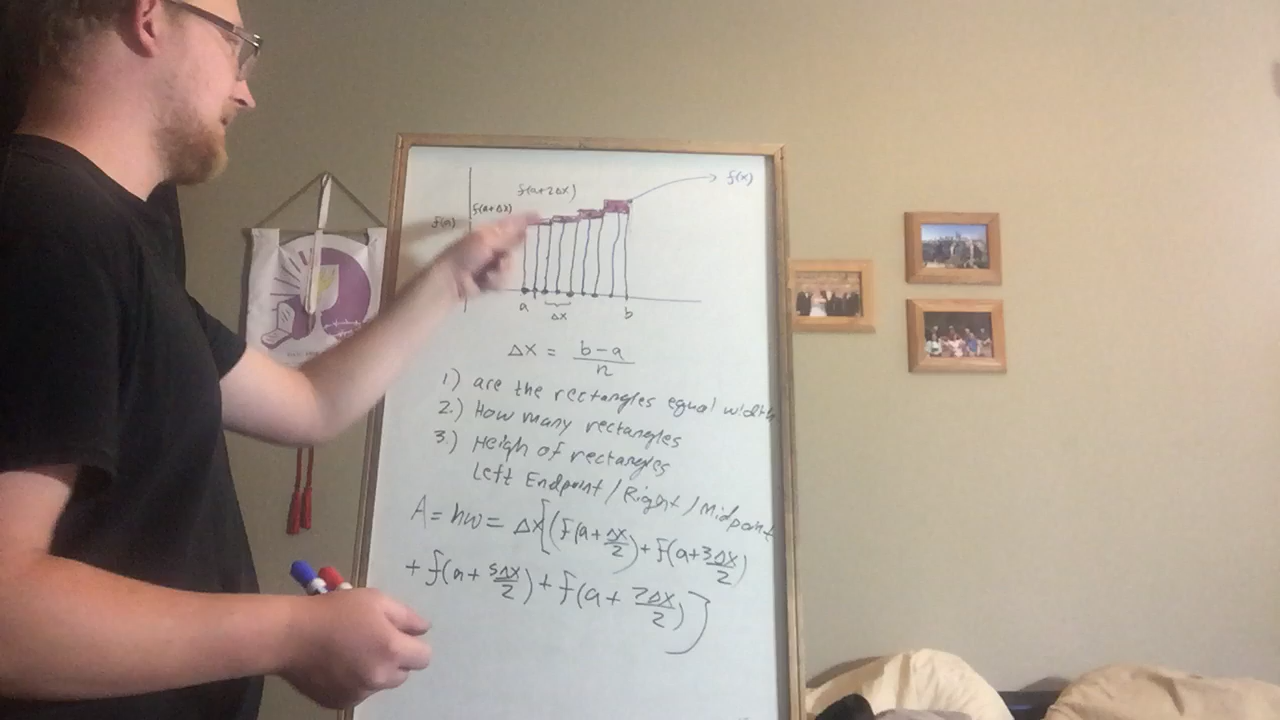 f(x)
f(a+2Δx)
f(a+Δx)
f(a)
a Δx b
Δx = b-a/n
1.) are the rectangles equal width
2.) How many rectangles
3.) Heigh of rectangles
Left Endpoint / Right / Midpoint
A = hw = Δx[(f(a+Δx/2) + f(a+3Δx/2)
+ f(a+5Δx/2) + f(a+7Δx/2)]